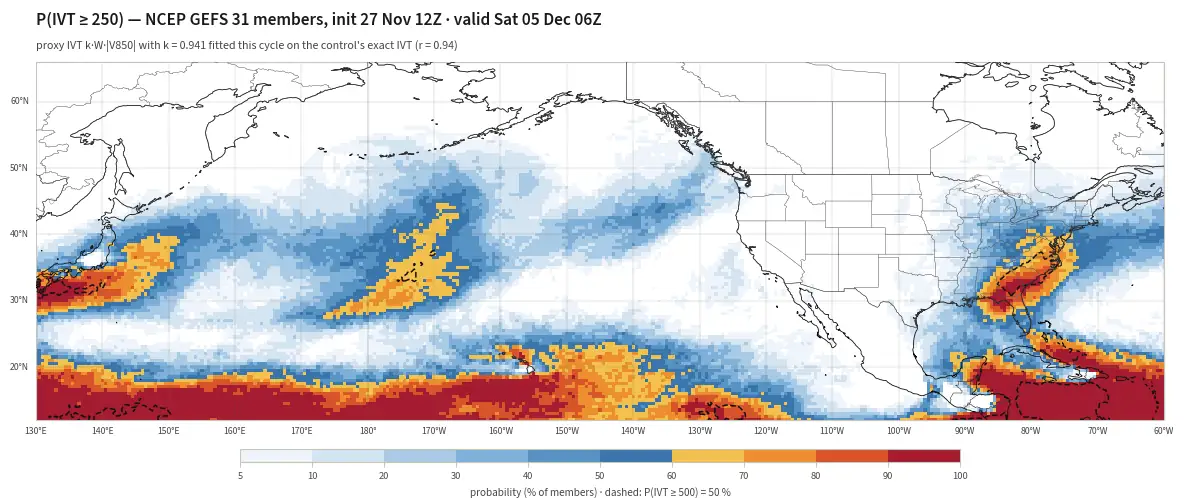 P(IVT ≥ 250) — NCEP GEFS 31 members, init 27 Nov 12Z · valid Sat 05 Dec 06Z
proxy IVT k·W·|V850| with k = 0.941 fitted this cycle on the control's exact IVT (r = 0.94)
60°N
50°N
40°N
30°N
20°N
130°E 140°E 150°E 160°E 170°E 180° 170°W 160°W 150°W 140°W 130°W 120°W 110°W 100°W 90°W 80°W 70°W 60°W
5 10 20 30 40 50 60 70 80 90 100
probability (% of members) · dashed: P(IVT ≥ 500) = 50 %